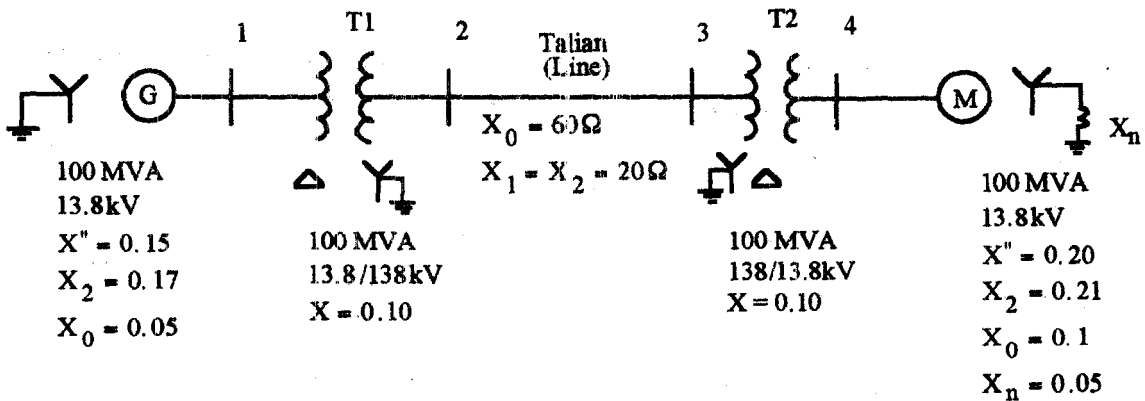 1
T1
2
Talian
(Line)
3
T2
4
G
M
X0 = 60Ω
X1 = X2 = 20Ω
Xn
Δ
Δ
100 MVA
13.8kV
X" = 0.15
X2 = 0.17
X0 = 0.05
100 MVA
13.8/138kV
X = 0.10
100 MVA
138/13.8kV
X = 0.10
100 MVA
13.8kV
X" = 0.20
X2 = 0.21
X0 = 0.1
Xn = 0.05